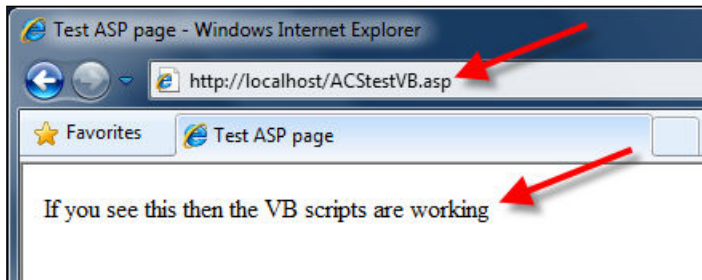 Test ASP page - Windows Internet Explorer
http://localhost/ACStestVB.asp
Favorites
Test ASP page
If you see this then the VB scripts are working